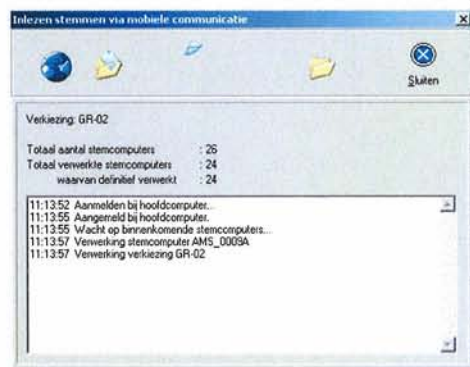 Inlezen stemmen via mobiele communicatie
Sluiten
Verkiezing: GR-02
Totaal aantal stemcomputers : 26
Totaal verwerkte stemcomputers : 24
waarvan definitief verwerkt : 24
11:13:52 Aanmelden bij hoofdcomputer...
11:13:55 Aangemeld bij hoofdcomputer.
11:13:55 Wacht op binnenkomende stemcomputers...
11:13:57 Verwerking stemcomputer AMS_0009A
11:13:57 Verwerking verkiezing GR-02